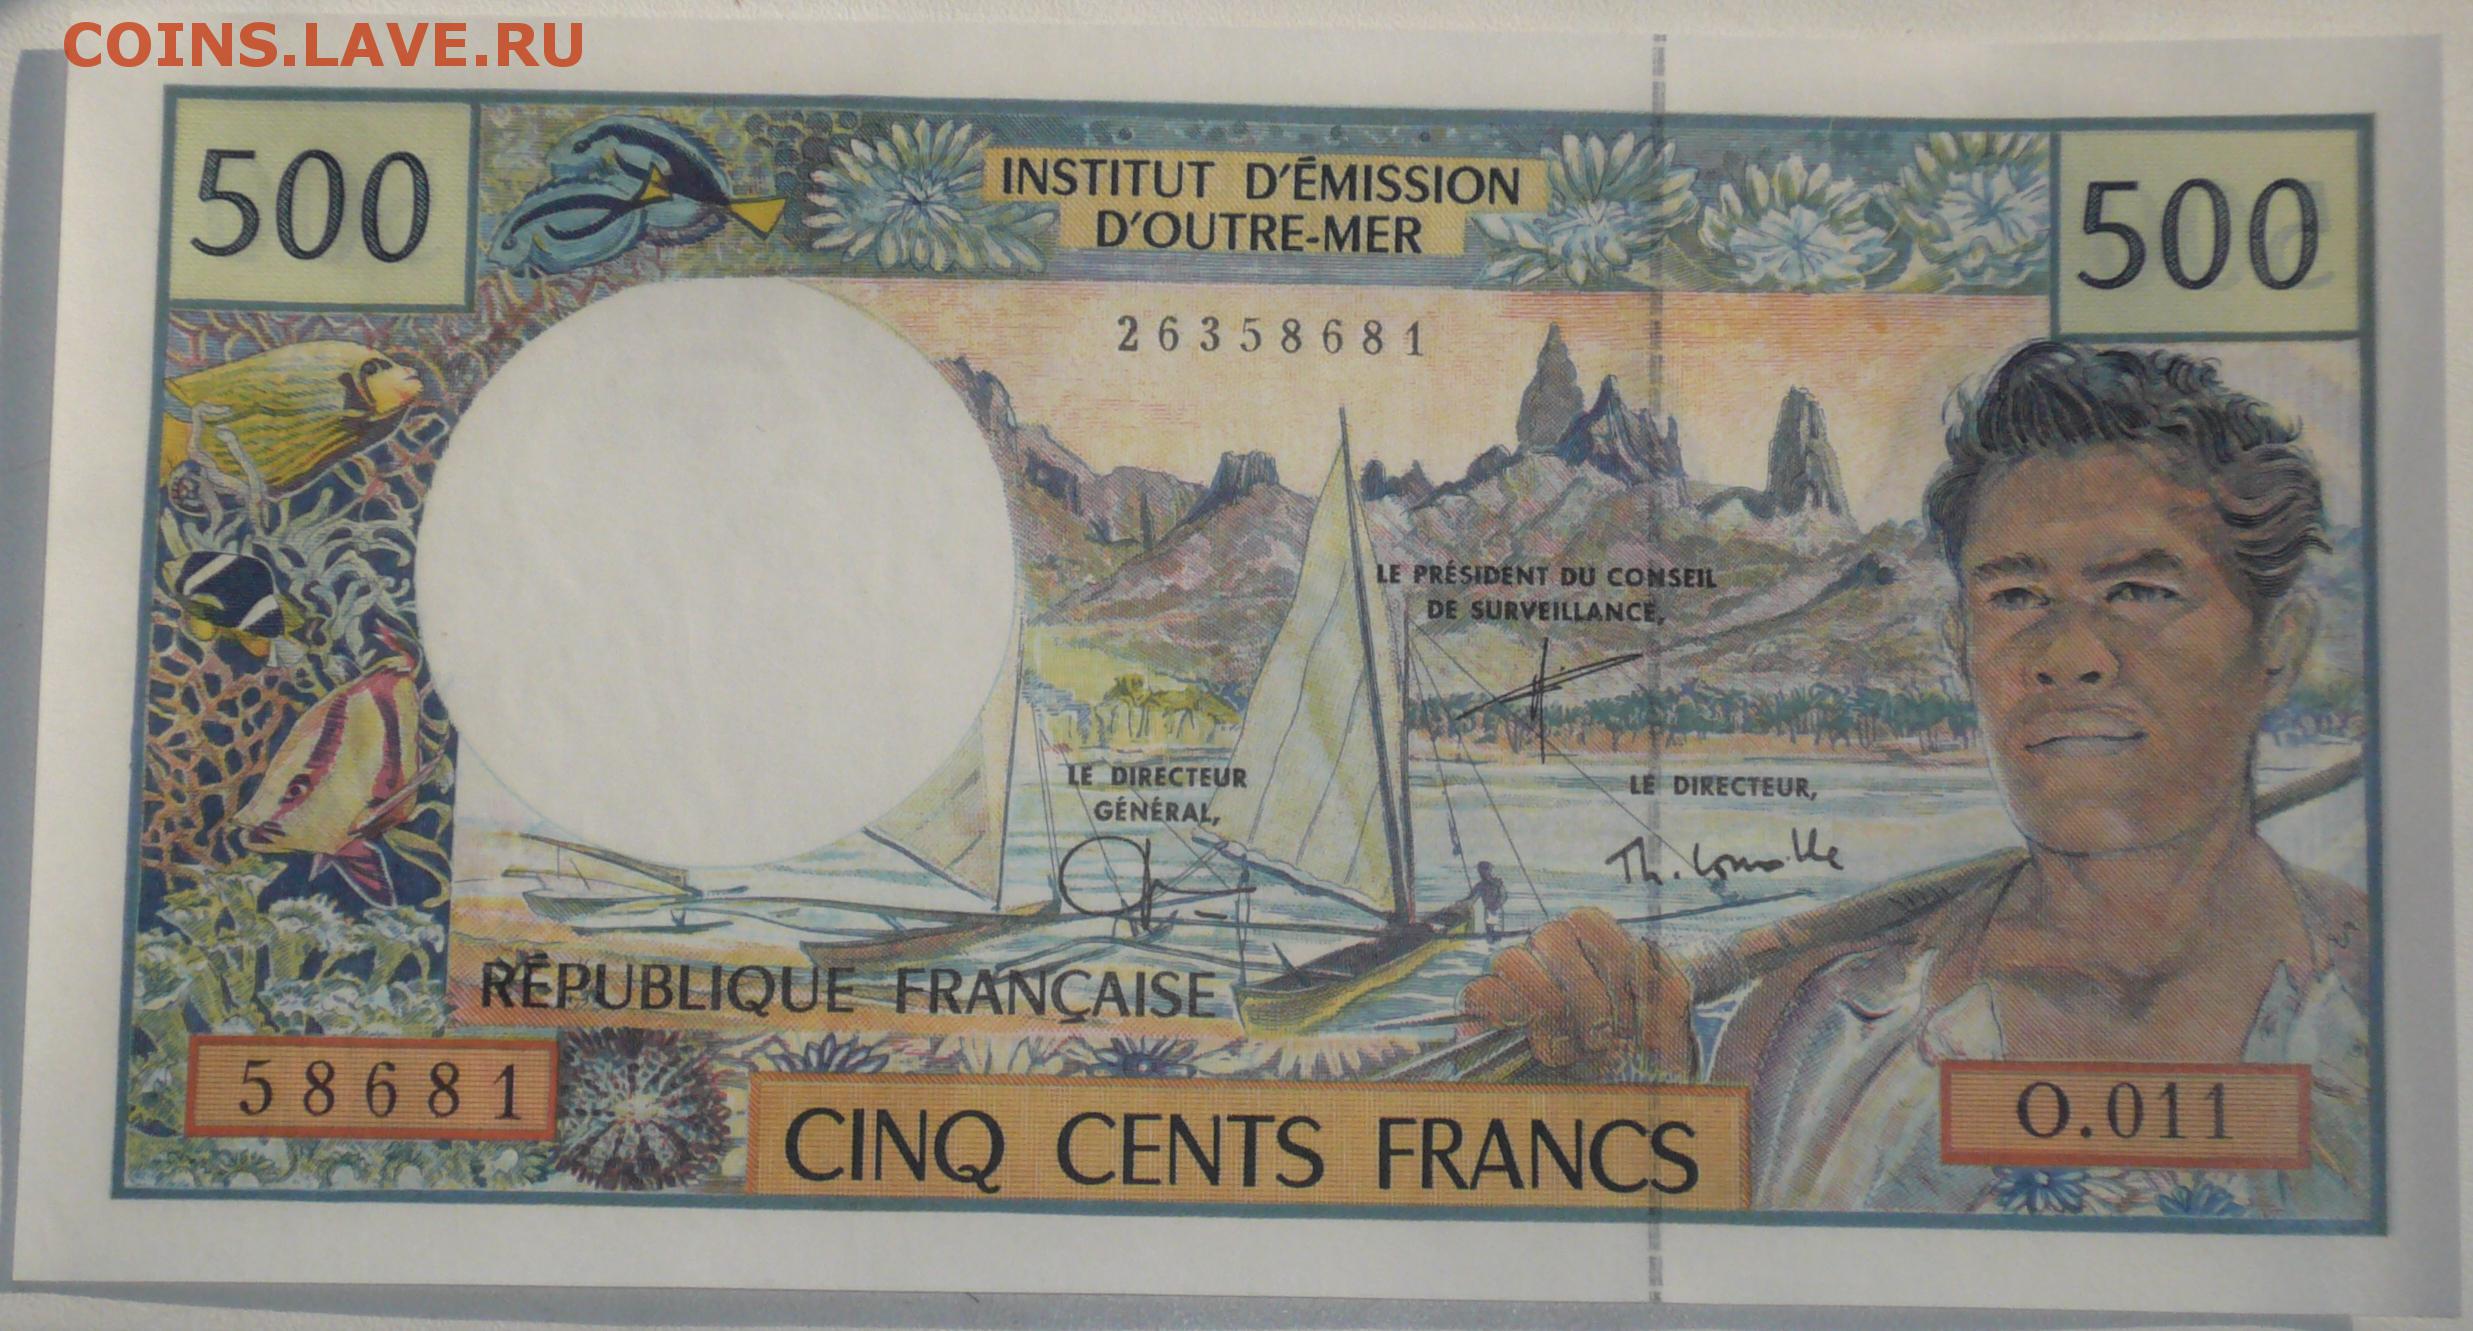 COINS.LAVE.RU
500
INSTITUT D'ÉMISSION
D'OUTRE-MER
500
26358681
LE PRÉSIDENT DU CONSEIL
DE SURVEILLANCE,
LE DIRECTEUR
GÉNÉRAL,
LE DIRECTEUR,
RÉPUBLIQUE FRANÇAISE
58681
CINQ CENTS FRANCS
O.011